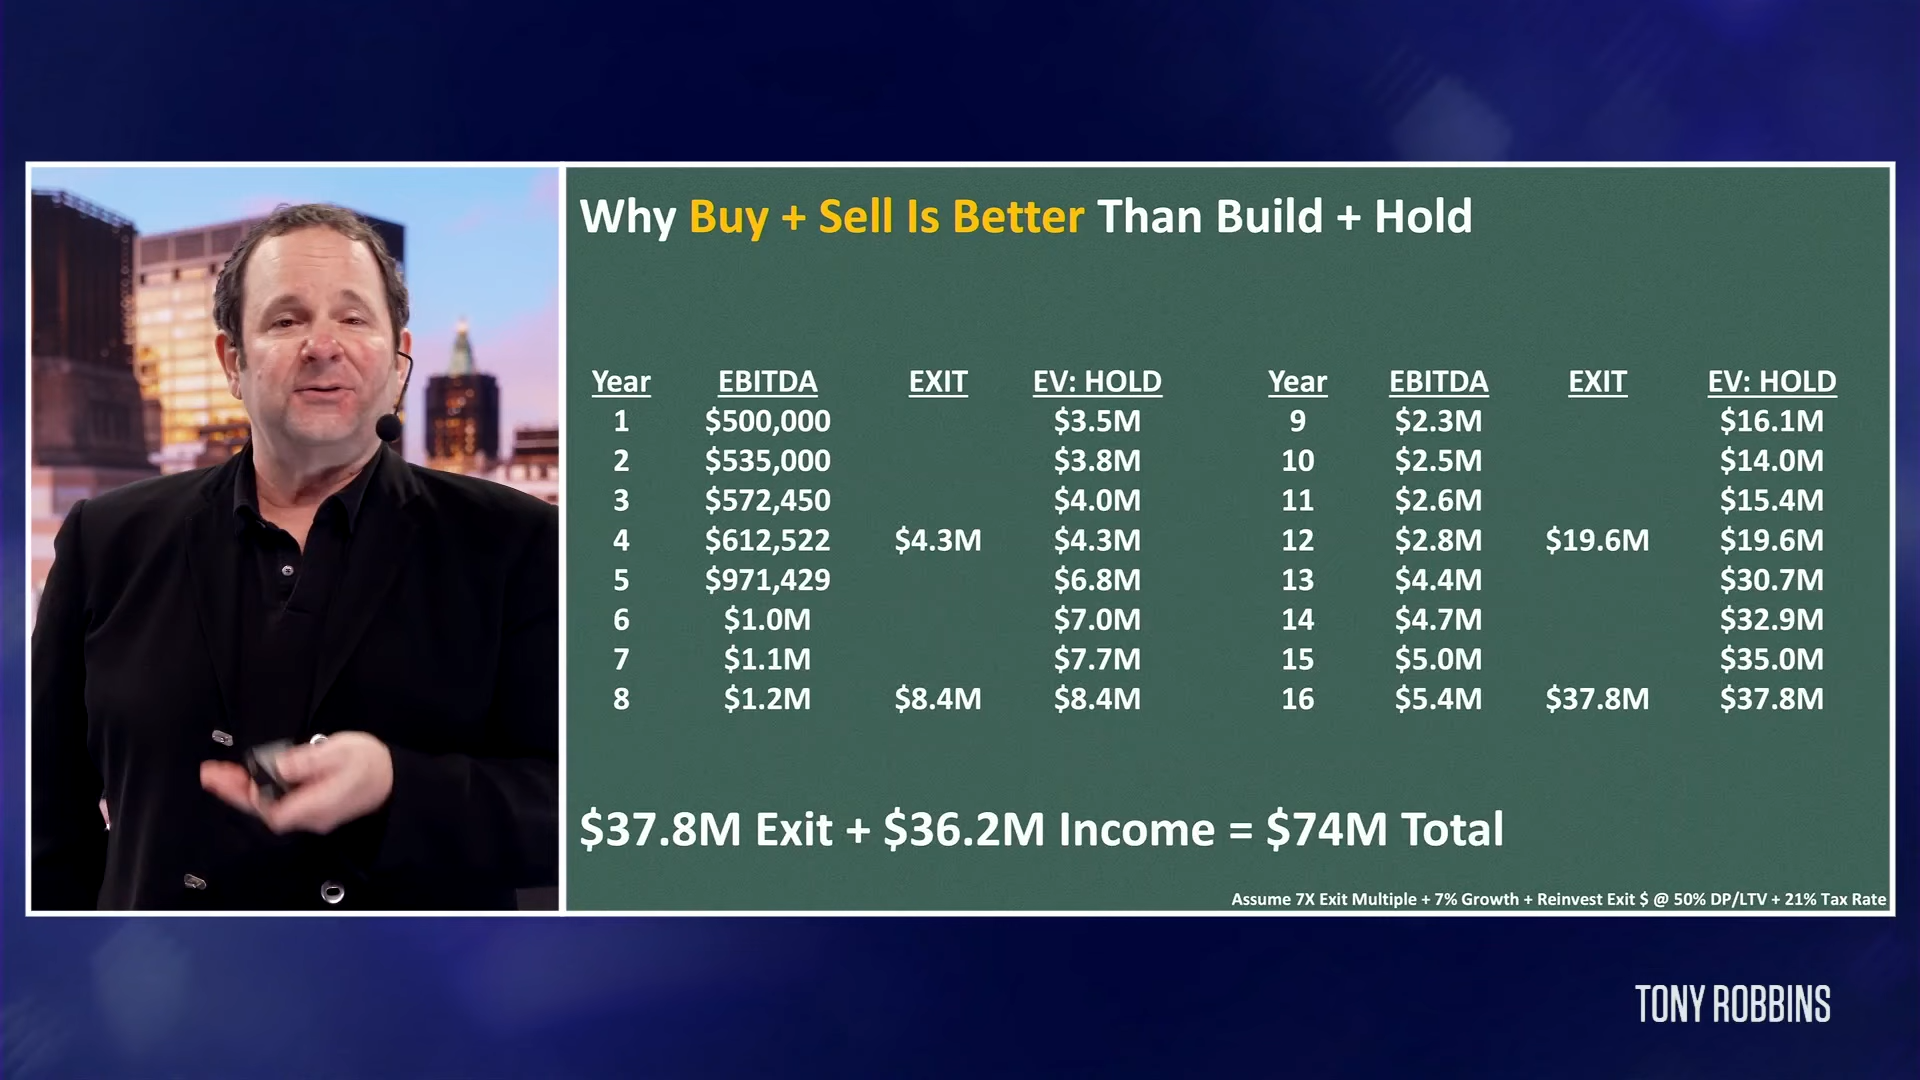 Why Buy + Sell Is Better Than Build + Hold
Year EBITDA EXIT EV: HOLD Year EBITDA EXIT EV: HOLD
1 $500,000 $3.5M 9 $2.3M $16.1M
2 $535,000 $3.8M 10 $2.5M $14.0M
3 $572,450 $4.0M 11 $2.6M $15.4M
4 $612,522 $4.3M $4.3M 12 $2.8M $19.6M $19.6M
5 $971,429 $6.8M 13 $4.4M $30.7M
6 $1.0M $7.0M 14 $4.7M $32.9M
7 $1.1M $7.7M 15 $5.0M $35.0M
8 $1.2M $8.4M $8.4M 16 $5.4M $37.8M $37.8M
$37.8M Exit + $36.2M Income = $74M Total
Assume 7X Exit Multiple + 7% Growth + Reinvest Exit $ @ 50% DP/LTV + 21% Tax Rate
TONY ROBBINS